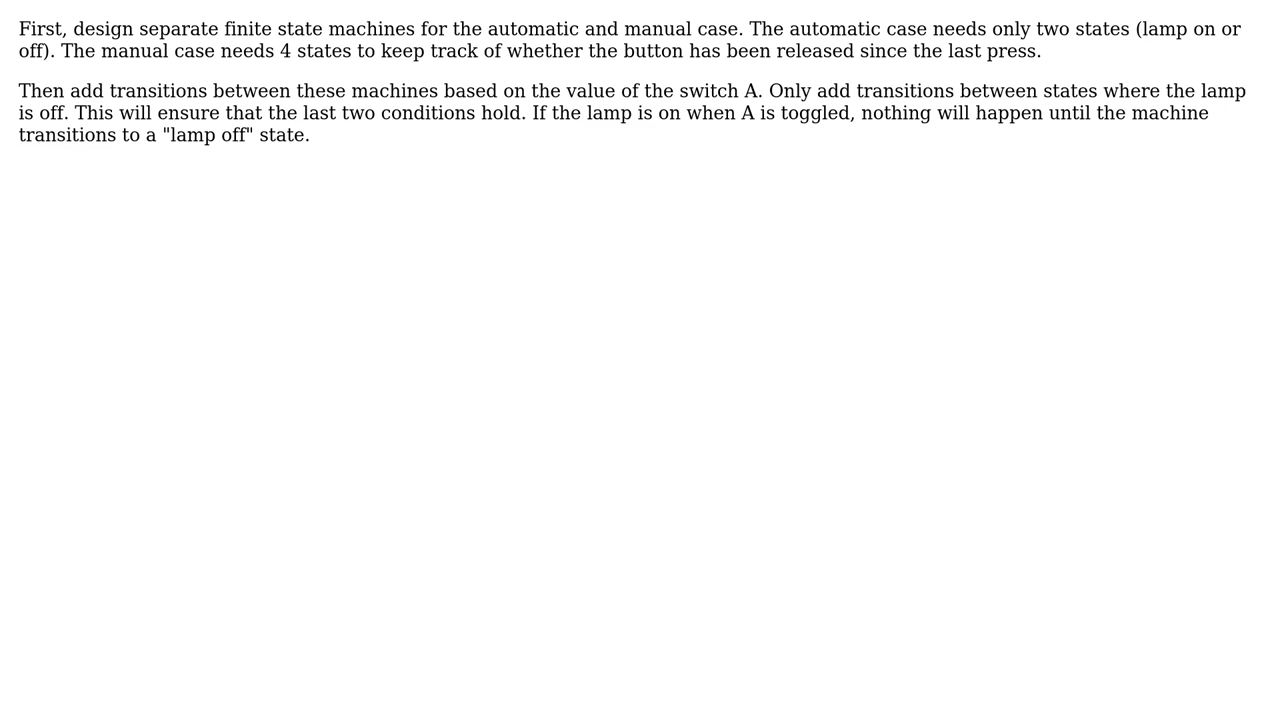 First, design separate finite state machines for the automatic and manual case. The automatic case needs only two states (lamp on or
off). The manual case needs 4 states to keep track of whether the button has been released since the last press.
Then add transitions between these machines based on the value of the switch A. Only add transitions between states where the lamp
is off. This will ensure that the last two conditions hold. If the lamp is on when A is toggled, nothing will happen until the machine
transitions to a "lamp off" state.